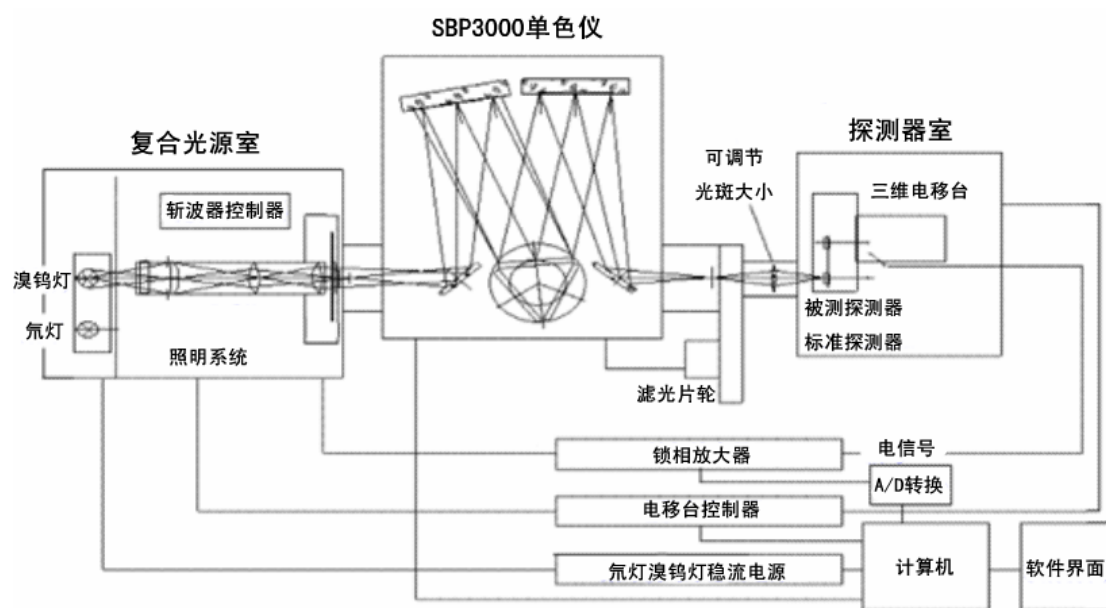 SBP3000单色仪
复合光源室
探测器室
可调节
光斑大小
三维电移台
斩波器控制器
溴钨灯
氘灯
照明系统
被测探测器
标准探测器
滤光片轮
锁相放大器
电信号
A/D转换
电移台控制器
计算机
软件界面
氘灯溴钨灯稳流电源